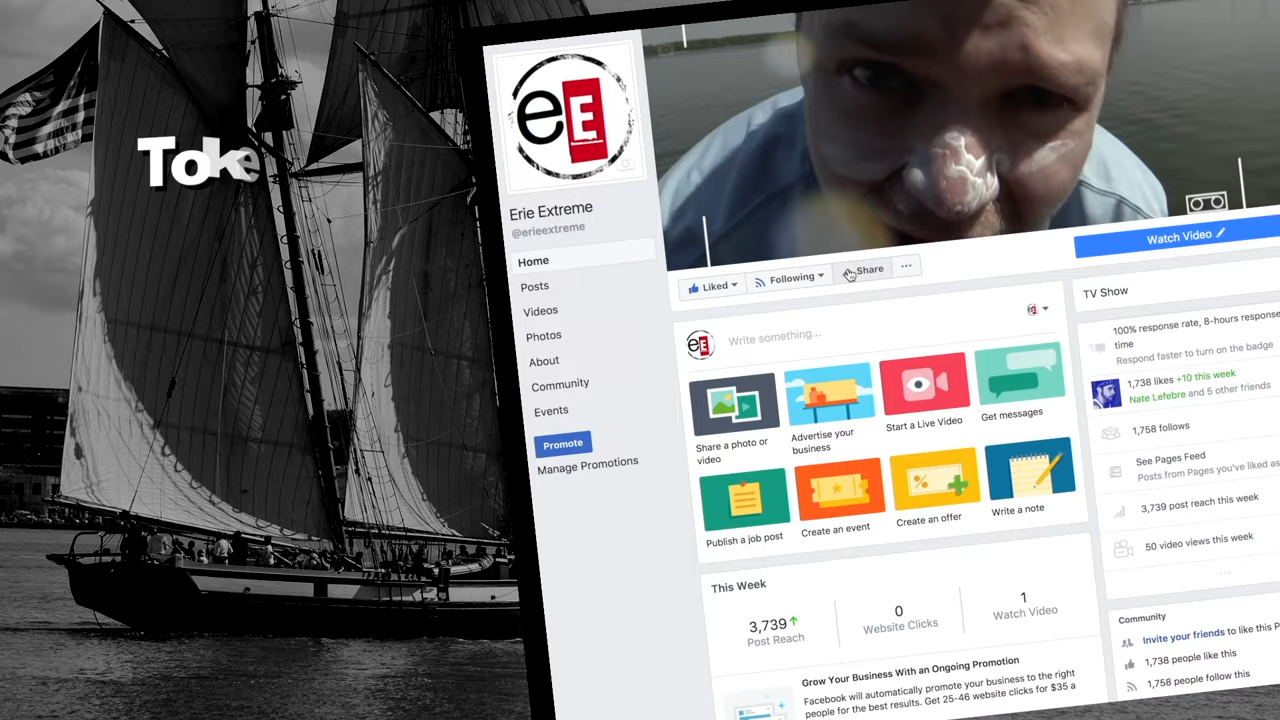 Toke
eE
Erie Extreme
@erieextreme
Home
Posts
Videos
Photos
About
Community
Events
Promote
Manage Promotions
Liked
Following
Share
...
Watch Video
eE
Write something...
Share a photo or
video
Advertise your
business
Start a Live Video
Get messages
Publish a job post
Create an event
Create an offer
Write a note
This Week
3,739
Post Reach
0
Website Clicks
1
Watch Video
Grow Your Business With an Ongoing Promotion
Facebook will automatically promote your business to the right
people for the best results. Get 25-46 website clicks for $35 a
TV Show
100% response rate, 8-hours response
time
Respond faster to turn on the badge
1,738 likes +10 this week
Nate Lefebre and 5 other friends
1,758 follows
See Pages Feed
Posts from Pages you've liked as
3,739 post reach this week
50 video views this week
Community
Invite your friends to like this P
1,738 people like this
1,758 people follow this